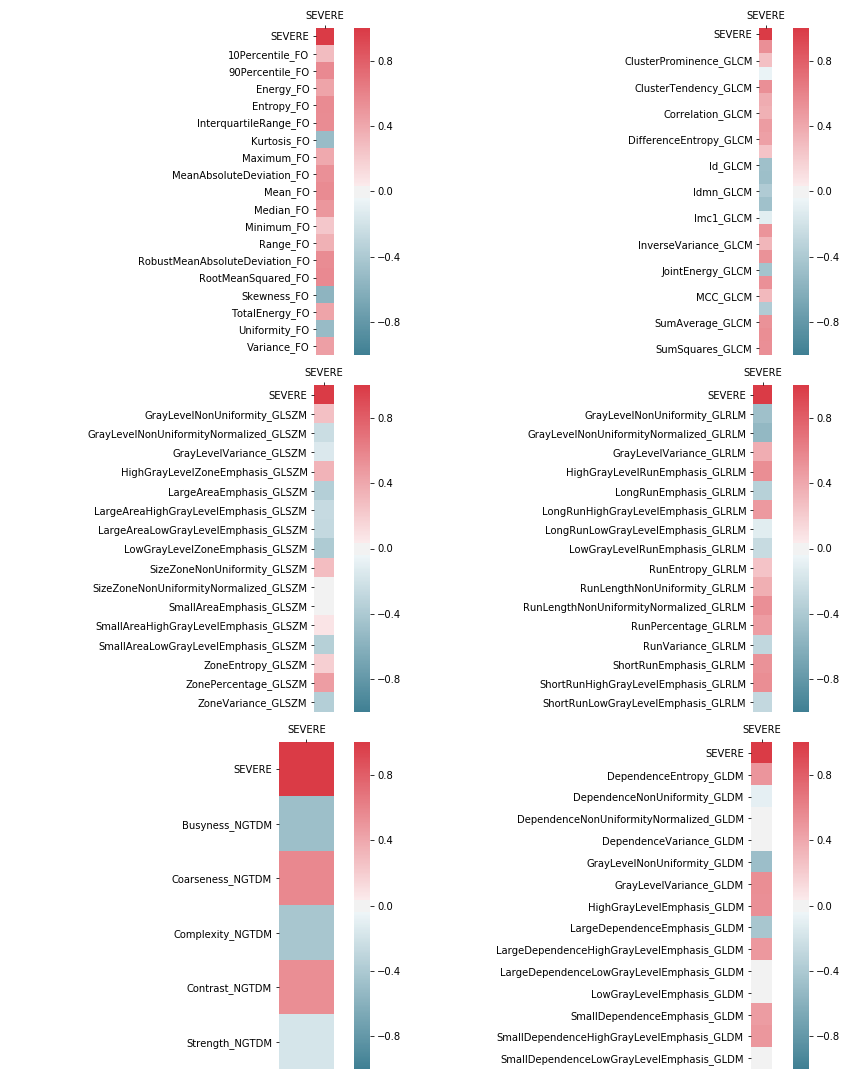 SEVERE
SEVERE
10Percentile_FO
90Percentile_FO
Energy_FO
Entropy_FO
InterquartileRange_FO
Kurtosis_FO
Maximum_FO
MeanAbsoluteDeviation_FO
Mean_FO
Median_FO
Minimum_FO
Range_FO
RobustMeanAbsoluteDeviation_FO
RootMeanSquared_FO
Skewness_FO
TotalEnergy_FO
Uniformity_FO
Variance_FO
0.8
0.4
0.0
−0.4
−0.8
SEVERE
SEVERE
ClusterProminence_GLCM
ClusterTendency_GLCM
Correlation_GLCM
DifferenceEntropy_GLCM
Id_GLCM
Idmn_GLCM
Imc1_GLCM
InverseVariance_GLCM
JointEnergy_GLCM
MCC_GLCM
SumAverage_GLCM
SumSquares_GLCM
0.8
0.4
0.0
−0.4
−0.8
SEVERE
SEVERE
GrayLevelNonUniformity_GLSZM
GrayLevelNonUniformityNormalized_GLSZM
GrayLevelVariance_GLSZM
HighGrayLevelZoneEmphasis_GLSZM
LargeAreaEmphasis_GLSZM
LargeAreaHighGrayLevelEmphasis_GLSZM
LargeAreaLowGrayLevelEmphasis_GLSZM
LowGrayLevelZoneEmphasis_GLSZM
SizeZoneNonUniformity_GLSZM
SizeZoneNonUniformityNormalized_GLSZM
SmallAreaEmphasis_GLSZM
SmallAreaHighGrayLevelEmphasis_GLSZM
SmallAreaLowGrayLevelEmphasis_GLSZM
ZoneEntropy_GLSZM
ZonePercentage_GLSZM
ZoneVariance_GLSZM
0.8
0.4
0.0
−0.4
−0.8
SEVERE
SEVERE
GrayLevelNonUniformity_GLRLM
GrayLevelNonUniformityNormalized_GLRLM
GrayLevelVariance_GLRLM
HighGrayLevelRunEmphasis_GLRLM
LongRunEmphasis_GLRLM
LongRunHighGrayLevelEmphasis_GLRLM
LongRunLowGrayLevelEmphasis_GLRLM
LowGrayLevelRunEmphasis_GLRLM
RunEntropy_GLRLM
RunLengthNonUniformity_GLRLM
RunLengthNonUniformityNormalized_GLRLM
RunPercentage_GLRLM
RunVariance_GLRLM
ShortRunEmphasis_GLRLM
ShortRunHighGrayLevelEmphasis_GLRLM
ShortRunLowGrayLevelEmphasis_GLRLM
0.8
0.4
0.0
−0.4
−0.8
SEVERE
SEVERE
Busyness_NGTDM
Coarseness_NGTDM
Complexity_NGTDM
Contrast_NGTDM
Strength_NGTDM
0.8
0.4
0.0
−0.4
−0.8
SEVERE
SEVERE
DependenceEntropy_GLDM
DependenceNonUniformity_GLDM
DependenceNonUniformityNormalized_GLDM
DependenceVariance_GLDM
GrayLevelNonUniformity_GLDM
GrayLevelVariance_GLDM
HighGrayLevelEmphasis_GLDM
LargeDependenceEmphasis_GLDM
LargeDependenceHighGrayLevelEmphasis_GLDM
LargeDependenceLowGrayLevelEmphasis_GLDM
LowGrayLevelEmphasis_GLDM
SmallDependenceEmphasis_GLDM
SmallDependenceHighGrayLevelEmphasis_GLDM
SmallDependenceLowGrayLevelEmphasis_GLDM
0.8
0.4
0.0
−0.4
−0.8